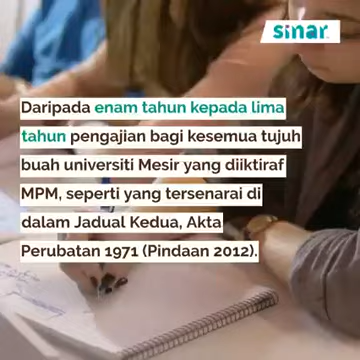 sinar
Daripada enam tahun kepada lima
tahun pengajian bagi kesemua tujuh
buah universiti Mesir yang diiktiraf
MPM, seperti yang tersenarai di
dalam Jadual Kedua, Akta
Perubatan 1971 (Pindaan 2012).